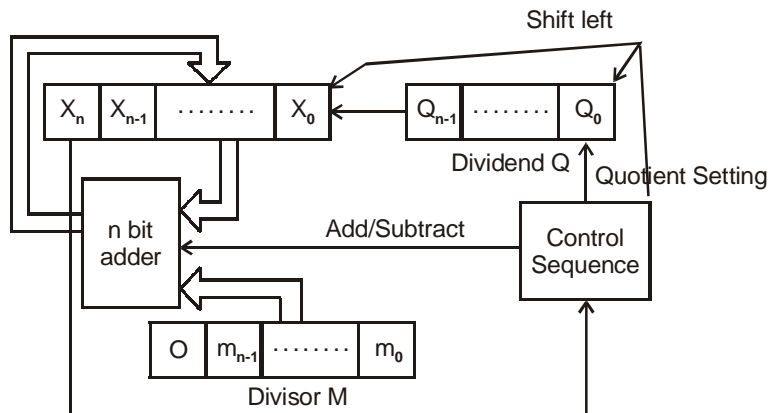 Shift left
Xn Xn-1 ........ X0
Qn-1 ........ Q0
Dividend Q
Quotient Setting
n bit
adder
Add/Subtract
Control
Sequence
O mn-1 ........ m0
Divisor M